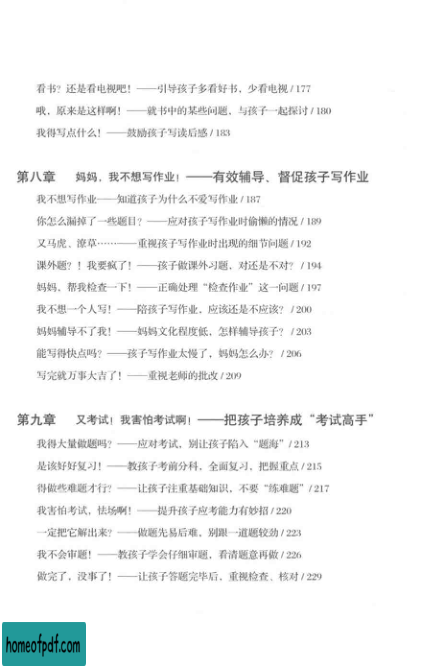 看书？还是看电视吧！——引导孩子多看好书，少看电视 / 177
哦，原来是这样啊！——就书中的某些问题，与孩子一起探讨 / 180
我得写点什么！——鼓励孩子写读后感 / 183
第八章 妈妈，我不想写作业！——有效辅导、督促孩子写作业
我不想写作业——知道孩子为什么不爱写作业 / 187
你怎么漏掉了一些题目？——应对孩子写作业时偷懒的情况 / 189
又马虎、潦草………——重视孩子写作业时出现的细节问题 / 192
课外题？！我要疯了！——孩子做课外习题，对还是不对？ / 194
妈妈，帮我检查一下！——正确处理“检查作业”这一问题 / 197
我不想一个人写！——陪孩子写作业，应该还是不应该？ / 200
妈妈辅导不了我！——妈妈文化程度低，怎样辅导孩子？ / 203
能写得快点吗？——孩子写作业太慢了，妈妈怎么办？ / 206
写完就万事大吉了！——重视老师的批改 / 209
第九章 又考试！我害怕考试啊！——把孩子培养成“考试高手”
我得大量做题吗？——应对考试，别让孩子陷入“题海” / 213
是该好好复习！——教孩子考前分科，全面复习，把握重点 / 215
得做些难题才行？——让孩子注重基础知识，不要“练难题” / 217
我害怕考试，怯场啊！——提升孩子应考能力有妙招 / 220
一定把它解出来？——做题先易后难，别跟一道题较劲 / 223
我不会审题！——教孩子学会仔细审题，看清题意再做 / 226
做完了，没事了！——让孩子答题完毕后，重视检查、核对 / 229
homeofpdf.com